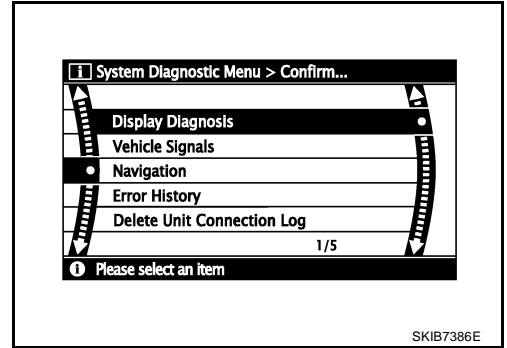 i System Diagnostic Menu > Confirm...
Display Diagnosis
Vehicle Signals
Navigation
Error History
Delete Unit Connection Log
1/5
i Please select an item
SKIB7386E